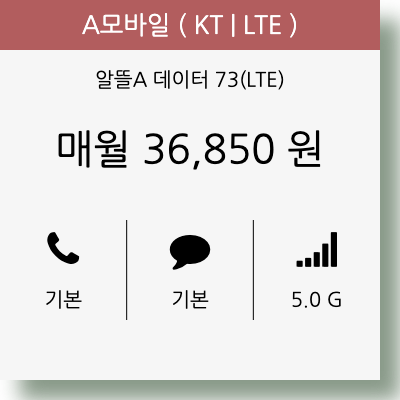 A모바일 ( KT | LTE )
알뜰A 데이터 73(LTE)
매월 36,850 원
기본
기본
5.0 G